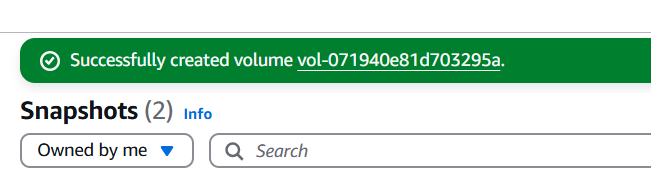 Successfully created volume vol-071940e81d703295a.
Snapshots (2) Info
Owned by me Search